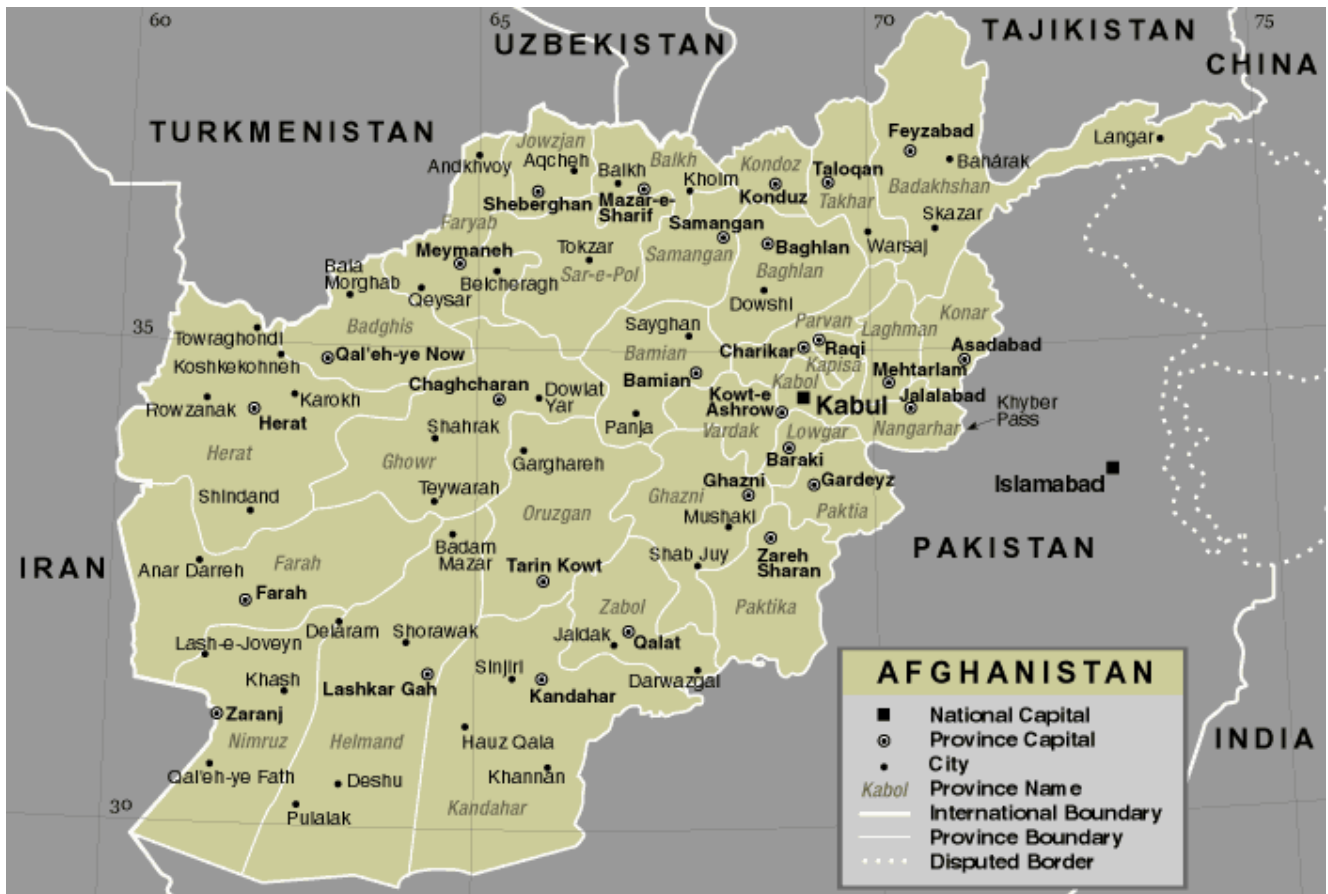 60
65
70
75
UZBEKISTAN
TAJIKISTAN
CHINA
TURKMENISTAN
Jowzjan
Andkhvoy
Aqcheh
Balkh
Balkh
Kholm
Kondoz
Taloqan
Feyzabad
Baharak
Langar
Sheberghan
Mazar-e-
Sharif
Konduz
Takhar
Badakhshan
Faryab
Samangan
Skazar
Meymaneh
Tokzar
Samangan
Baghlan
Warsaj
Bala
Morghab
Belcheragh
Sar-e-Pol
Baghlan
Qeysar
Dowshi
35
Towraghondi
Badghis
Sayghan
Parvan
Laghman
Konar
Koshkekohneh
Qal'eh-ye Now
Bamian
Charikar
Raqi
Asadabad
Kapisa
Mehtarlam
Chaghcharan
Dowlat
Yar
Bamian
Kabol
Rowzanak
Karokh
Kowt-e
Ashrow
Kabul
Jalalabad
Khyber
Pass
Herat
Shahrak
Panja
Vardak
Lowgar
Nangarhar
Herat
Ghowr
Garghareh
Baraki
Islamabad
Shindand
Teywarah
Ghazni
Ghazni
Gardeyz
Oruzgan
Mushaki
Paktia
IRAN
Anar Darreh
Farah
Badam
Mazar
Tarin Kowt
Shab Juy
Zareh
Sharan
PAKISTAN
Farah
Zabol
Paktika
Lash-e-Joveyn
Delaram
Shorawak
Jaldak
Qalat
Khash
Lashkar Gah
Sinjiri
Kandahar
Darwazgai
Zaranj
Nimruz
Helmand
Hauz Qala
INDIA
Qal'eh-ye Fath
Deshu
Khannan
30
Pulalak
Kandahar
AFGHANISTAN
National Capital
Province Capital
City
Kabol Province Name
International Boundary
Province Boundary
Disputed Border